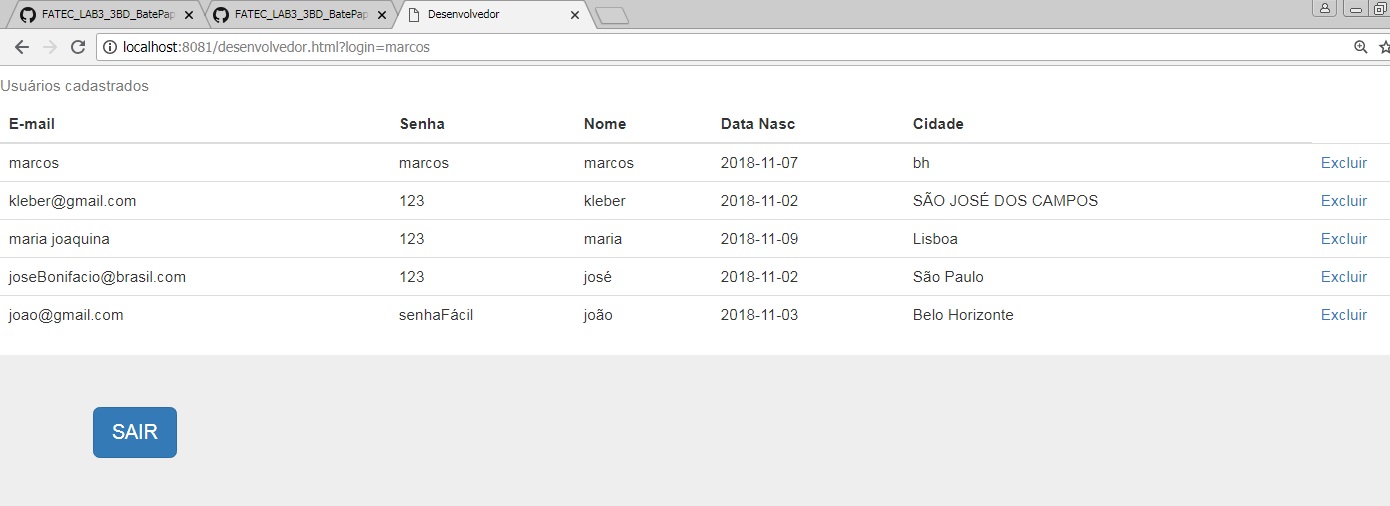 FATEC_LAB3_3BD_BatePap FATEC_LAB3_3BD_BatePap Desenvolvedor
localhost:8081/desenvolvedor.html?login=marcos
Usuários cadastrados
E-mail Senha Nome Data Nasc Cidade
marcos marcos marcos 2018-11-07 bh Excluir
kleber@gmail.com 123 kleber 2018-11-02 SÃO JOSÉ DOS CAMPOS Excluir
maria joaquina 123 maria 2018-11-09 Lisboa Excluir
joseBonifacio@brasil.com 123 josé 2018-11-02 São Paulo Excluir
joao@gmail.com senhaFácil joão 2018-11-03 Belo Horizonte Excluir
SAIR